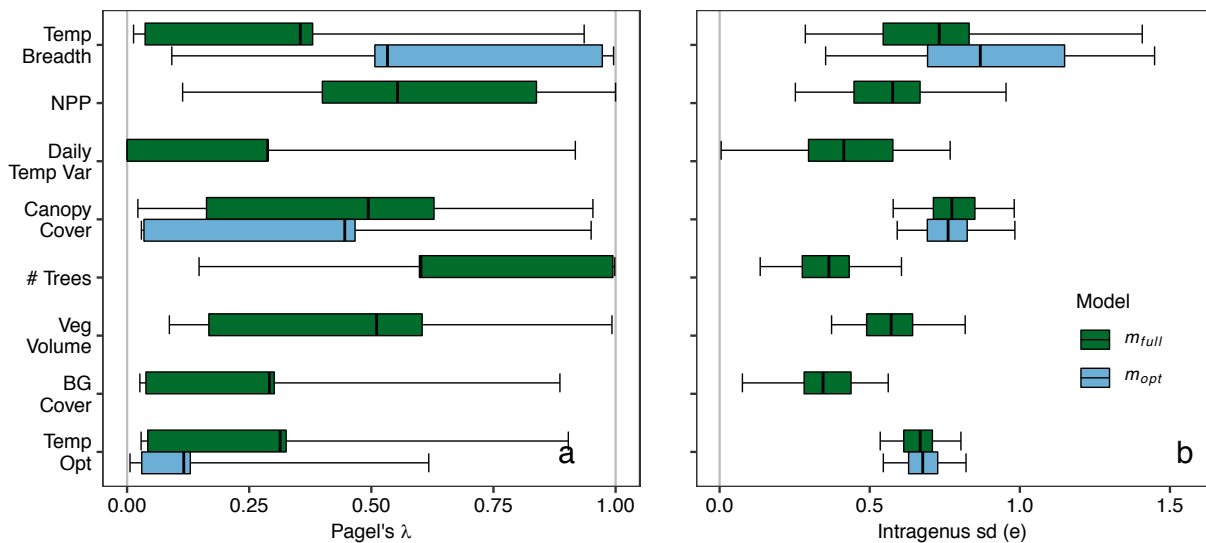 Temp
Breadth
NPP
Daily
Temp Var
Canopy
Cover
# Trees
Veg
Volume
BG
Cover
Temp
Opt
a
0.00 0.25 0.50 0.75 1.00
Pagel's λ
b
Model
m_full
m_opt
0.0 0.5 1.0 1.5
Intragenus sd (e)